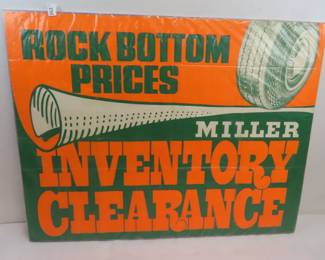 ROCK BOTTOM
PRICES
MILLER
INVENTORY
CLEARANCE